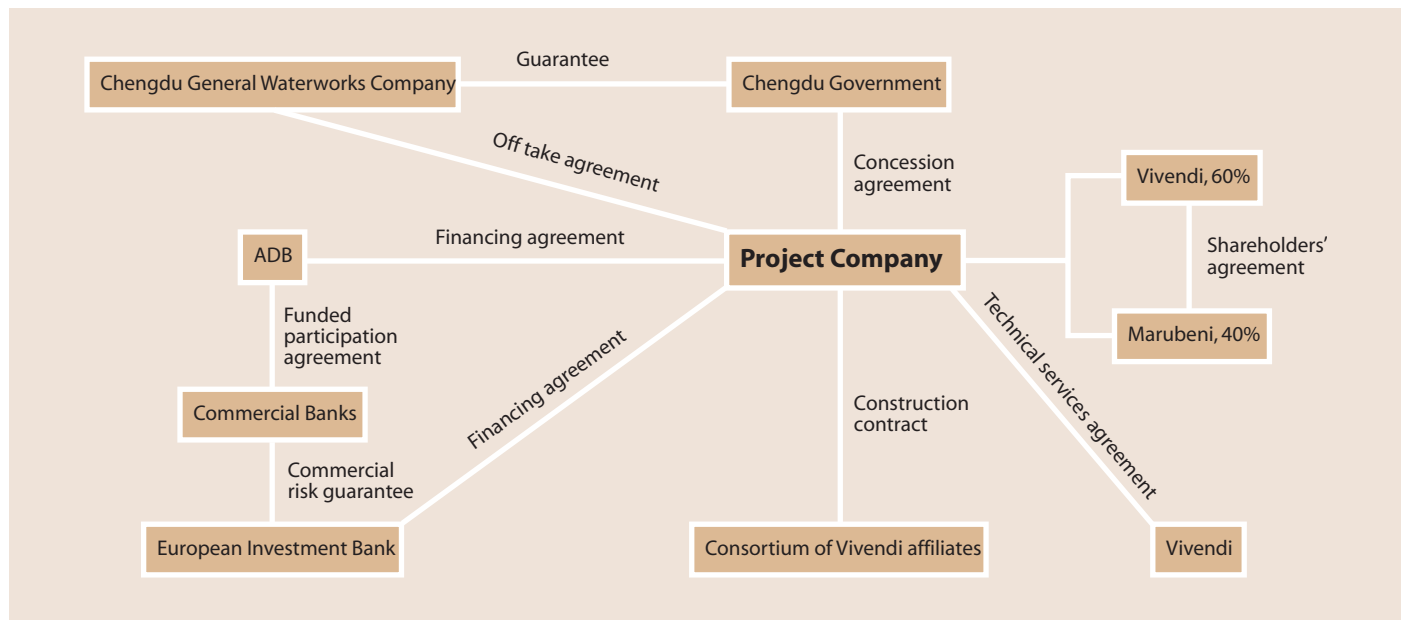 Guarantee
Chengdu General Waterworks Company
Chengdu Government
Off take agreement
Concession
agreement
Vivendi, 60%
ADB
Financing agreement
Project Company
Shareholders’
agreement
Funded
participation
agreement
Financing agreement
Technical services agreement
Marubeni, 40%
Commercial Banks
Construction
contract
Commercial
risk guarantee
European Investment Bank
Consortium of Vivendi affiliates
Vivendi